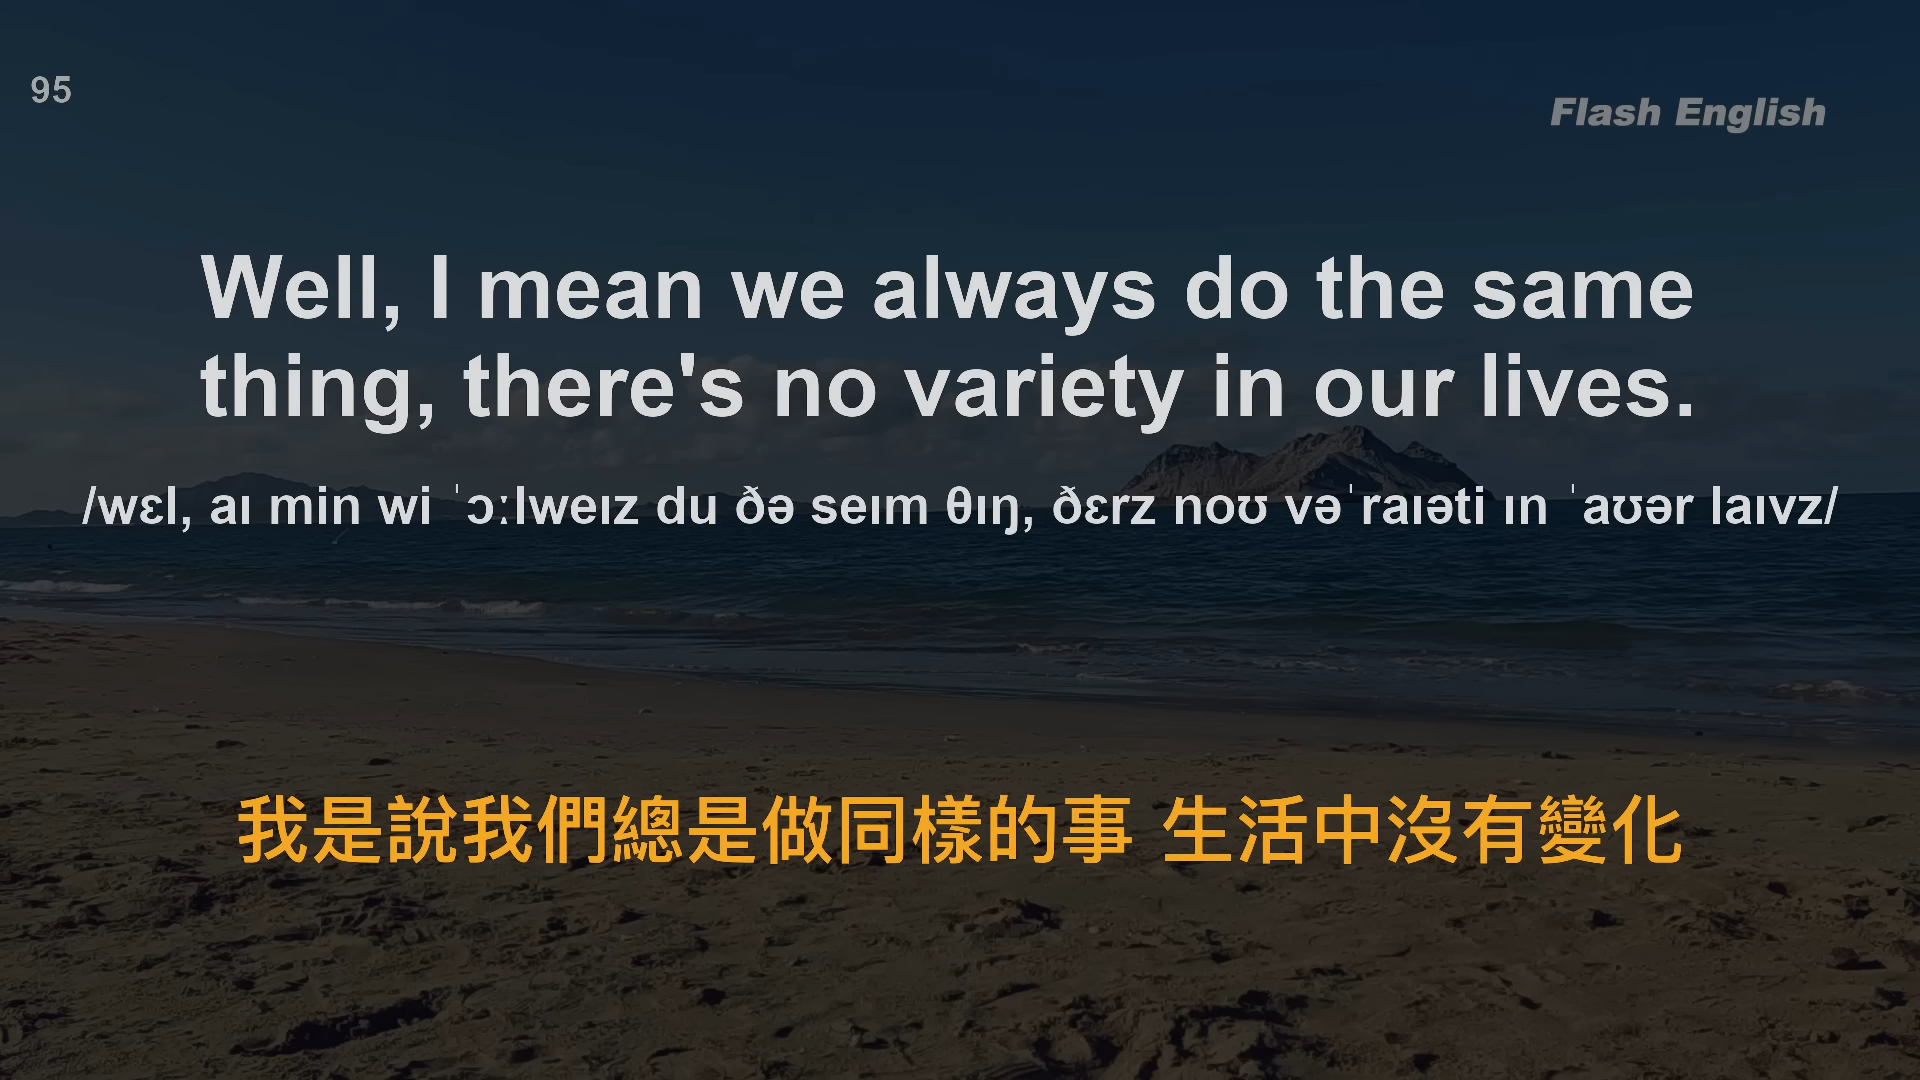 95
Flash English
Well, I mean we always do the same
thing, there's no variety in our lives.
/wɛl, aɪ min wi ˈɔːlweɪz du ðə seɪm θɪŋ, ðɛrz noʊ vəˈraɪəti ɪn ˈaʊər laɪvz/
我是說我們總是做同樣的事 生活中沒有變化